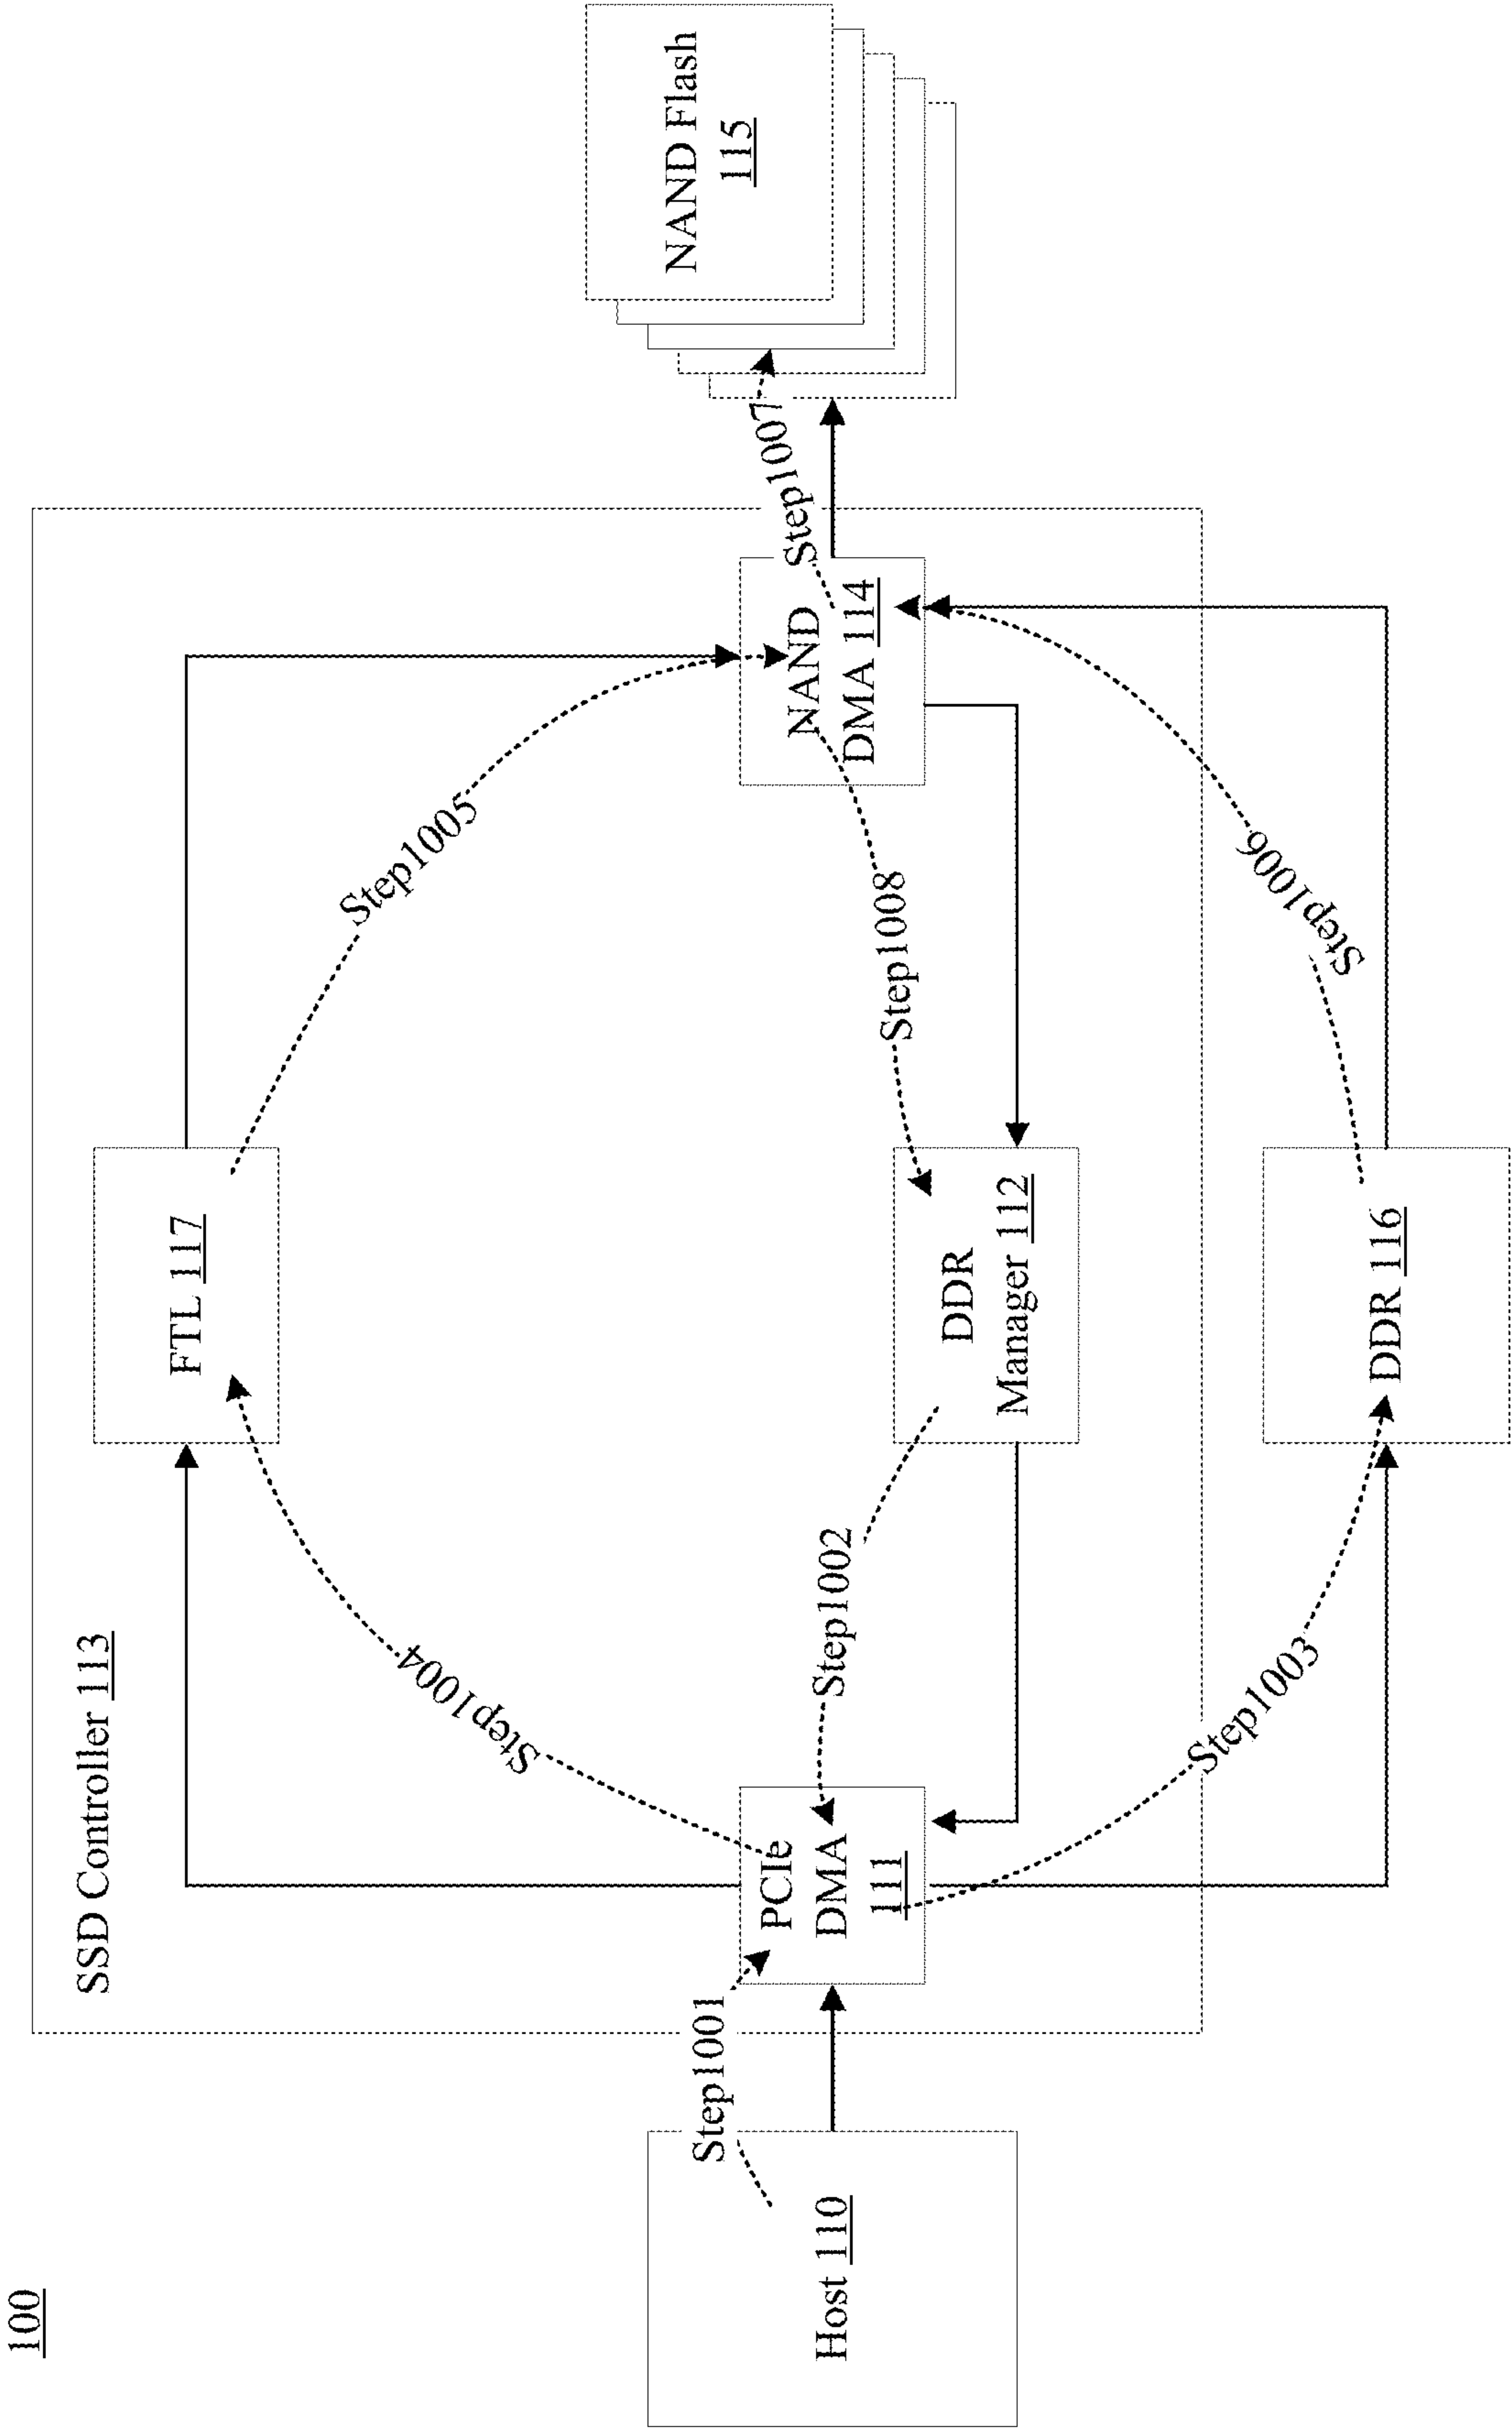 100
SSD Controller 113
FTL 117
Step1004
Step1005
Host 110
Step1001
PCIe
DMA
111
Step1002
Step1008
DDR
Manager 112
NAND
DMA 114
Step1007
NAND Flash
115
Step1003
Step1006
DDR 116